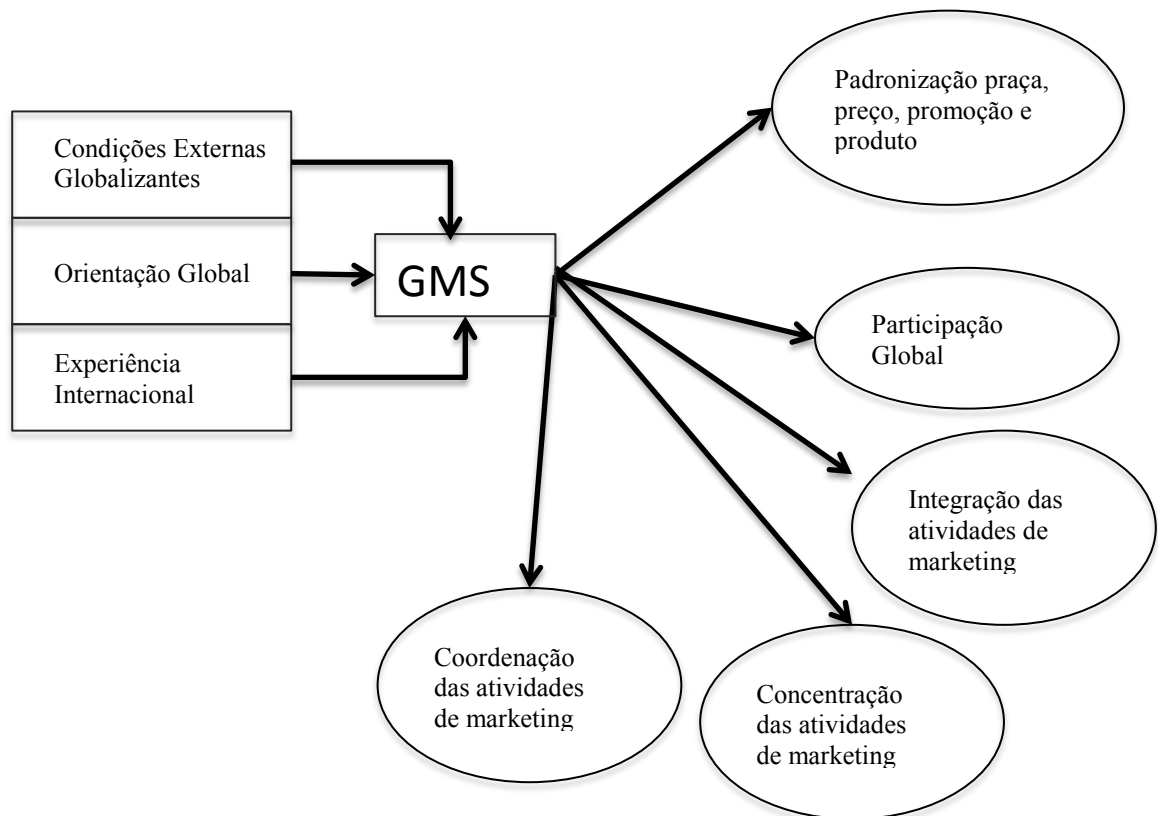 Condições Externas
Globalizantes
Orientação Global
Experiência
Internacional
GMS
Padronização praça,
preço, promoção e
produto
Participação
Global
Integração das
atividades de
marketing
Concentração
das atividades
de marketing
Coordenação
das atividades
de marketing